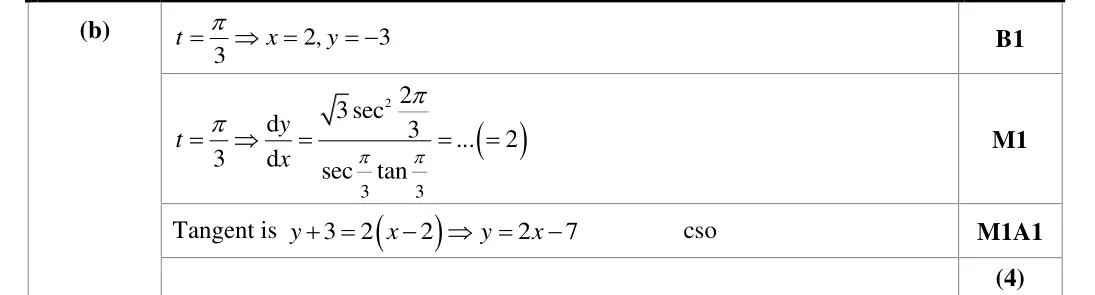 (b) t = π/3 ⇒ x = 2, y = −3 B1
t = π/3 ⇒ dy/dx = (√3 sec² 2π/3)/(sec π/3 tan π/3) = ...(= 2) M1
Tangent is y + 3 = 2(x − 2) ⇒ y = 2x − 7 cso M1A1
(4)